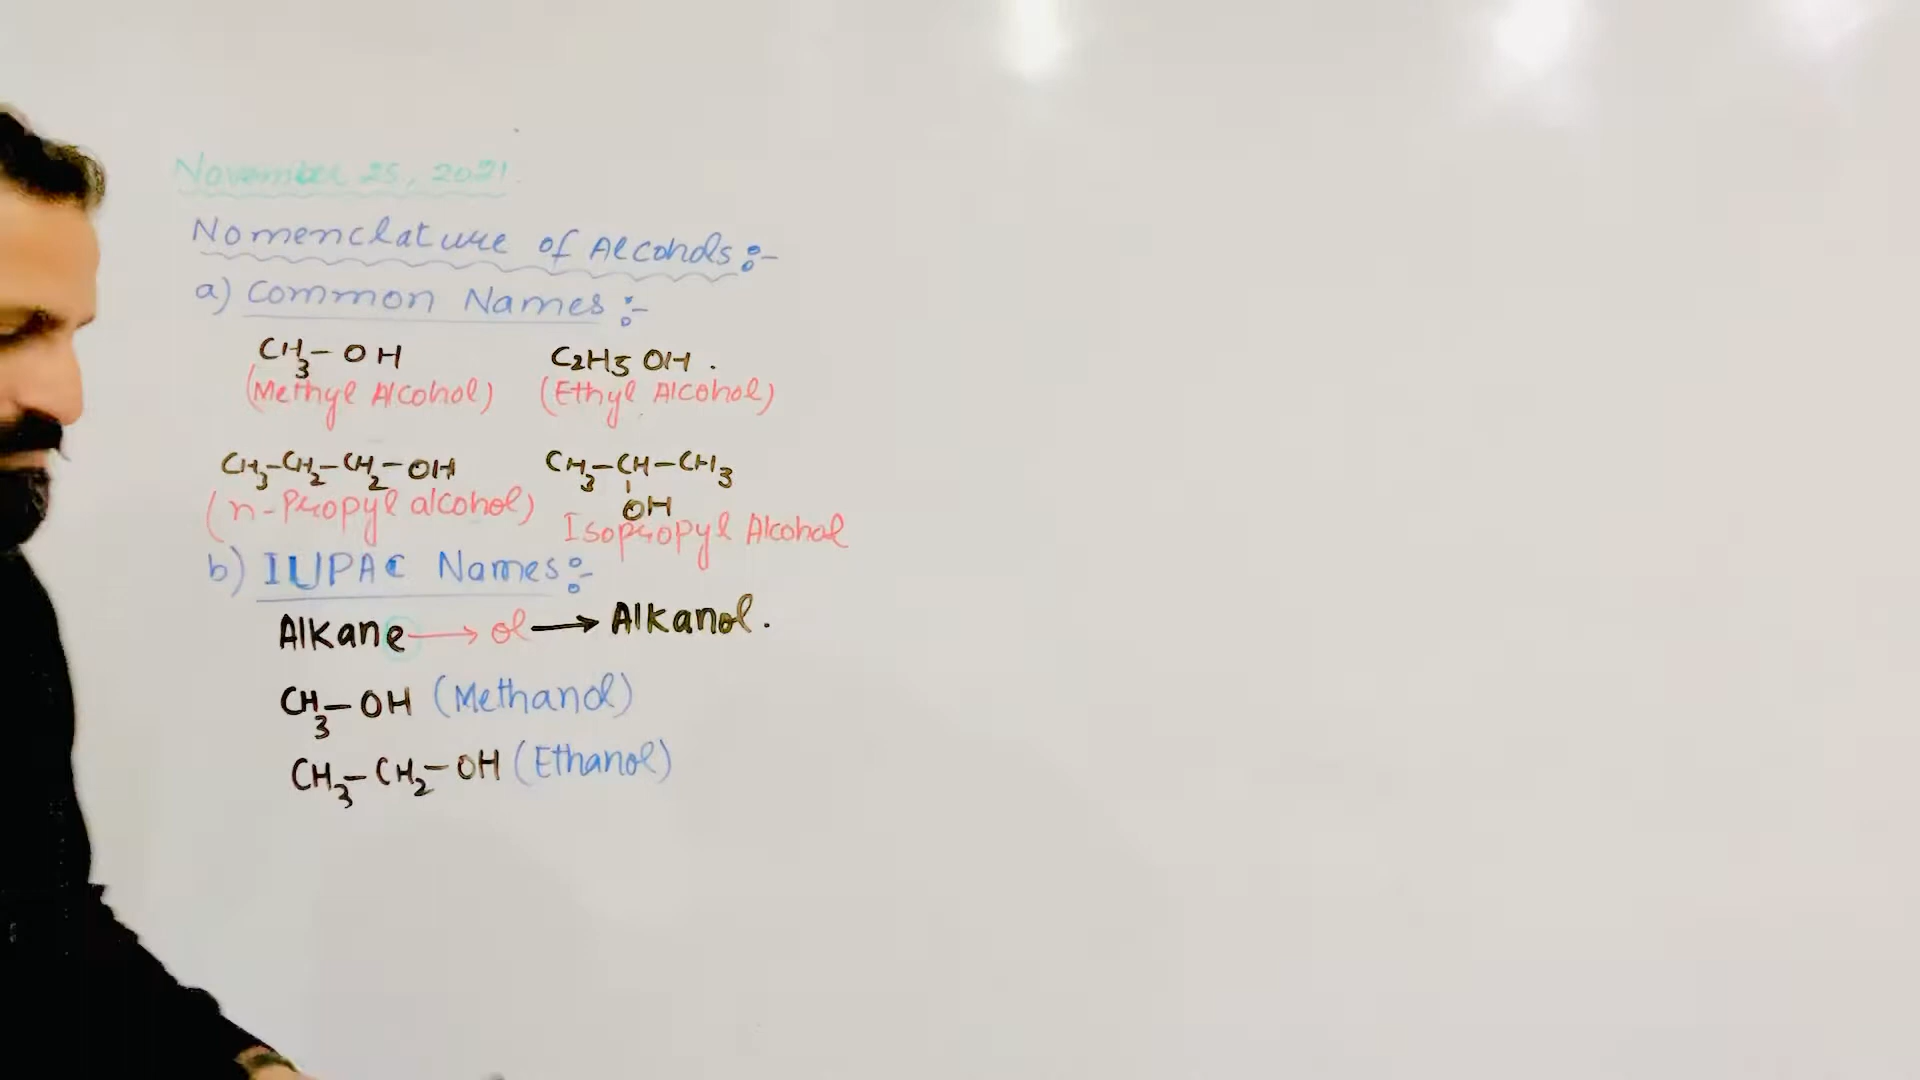 November 25, 2021.
Nomenclature of Alcohols:-
a) Common Names:-
CH3-OH C2H5OH.
(Methyl Alcohol) (Ethyl Alcohol)
CH3-CH2-CH2-OH CH3-CH-CH3
OH
(n-Propyl alcohol) Isopropyl Alcohol
b) IUPAC Names:-
Alkane → ol → Alkanol.
CH3-OH (Methanol)
CH3-CH2-OH (Ethanol)